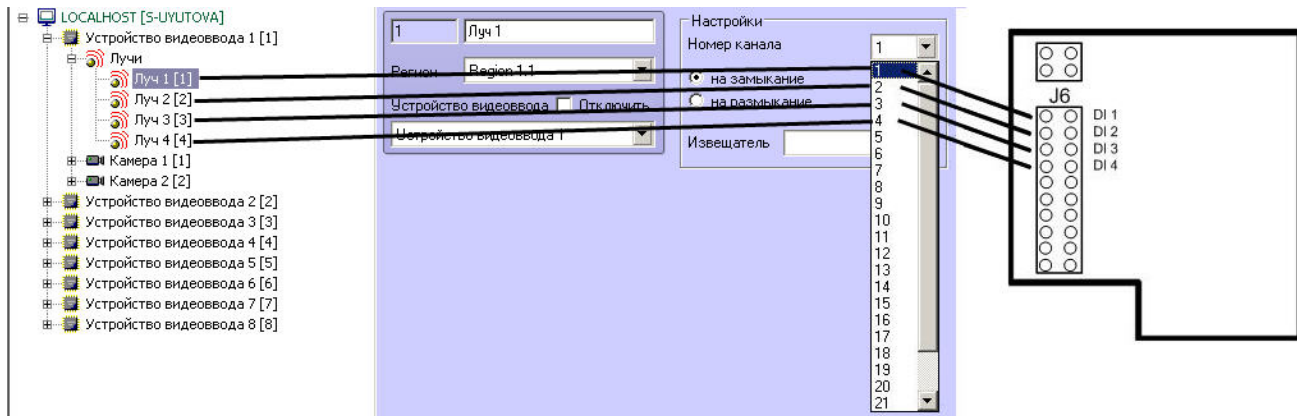 LOCALHOST [S-UYUTOVA]
Устройство видеоввода 1 [1]
Лучи
Луч 1 [1]
Луч 2 [2]
Луч 3 [3]
Луч 4 [4]
Камера 1 [1]
Камера 2 [2]
Устройство видеоввода 2 [2]
Устройство видеоввода 3 [3]
Устройство видеоввода 4 [4]
Устройство видеоввода 5 [5]
Устройство видеоввода 6 [6]
Устройство видеоввода 7 [7]
Устройство видеоввода 8 [8]
1 Луч 1
Регион Region 1.1
Устройство видеоввода Отключить
Устройство видеоввода 1
Настройки
Номер канала 1
на замыкание
на размыкание
Извещатель
1
2
3
4
5
6
7
8
9
10
11
12
13
14
15
16
17
18
19
20
21
J6
DI 1
DI 2
DI 3
DI 4